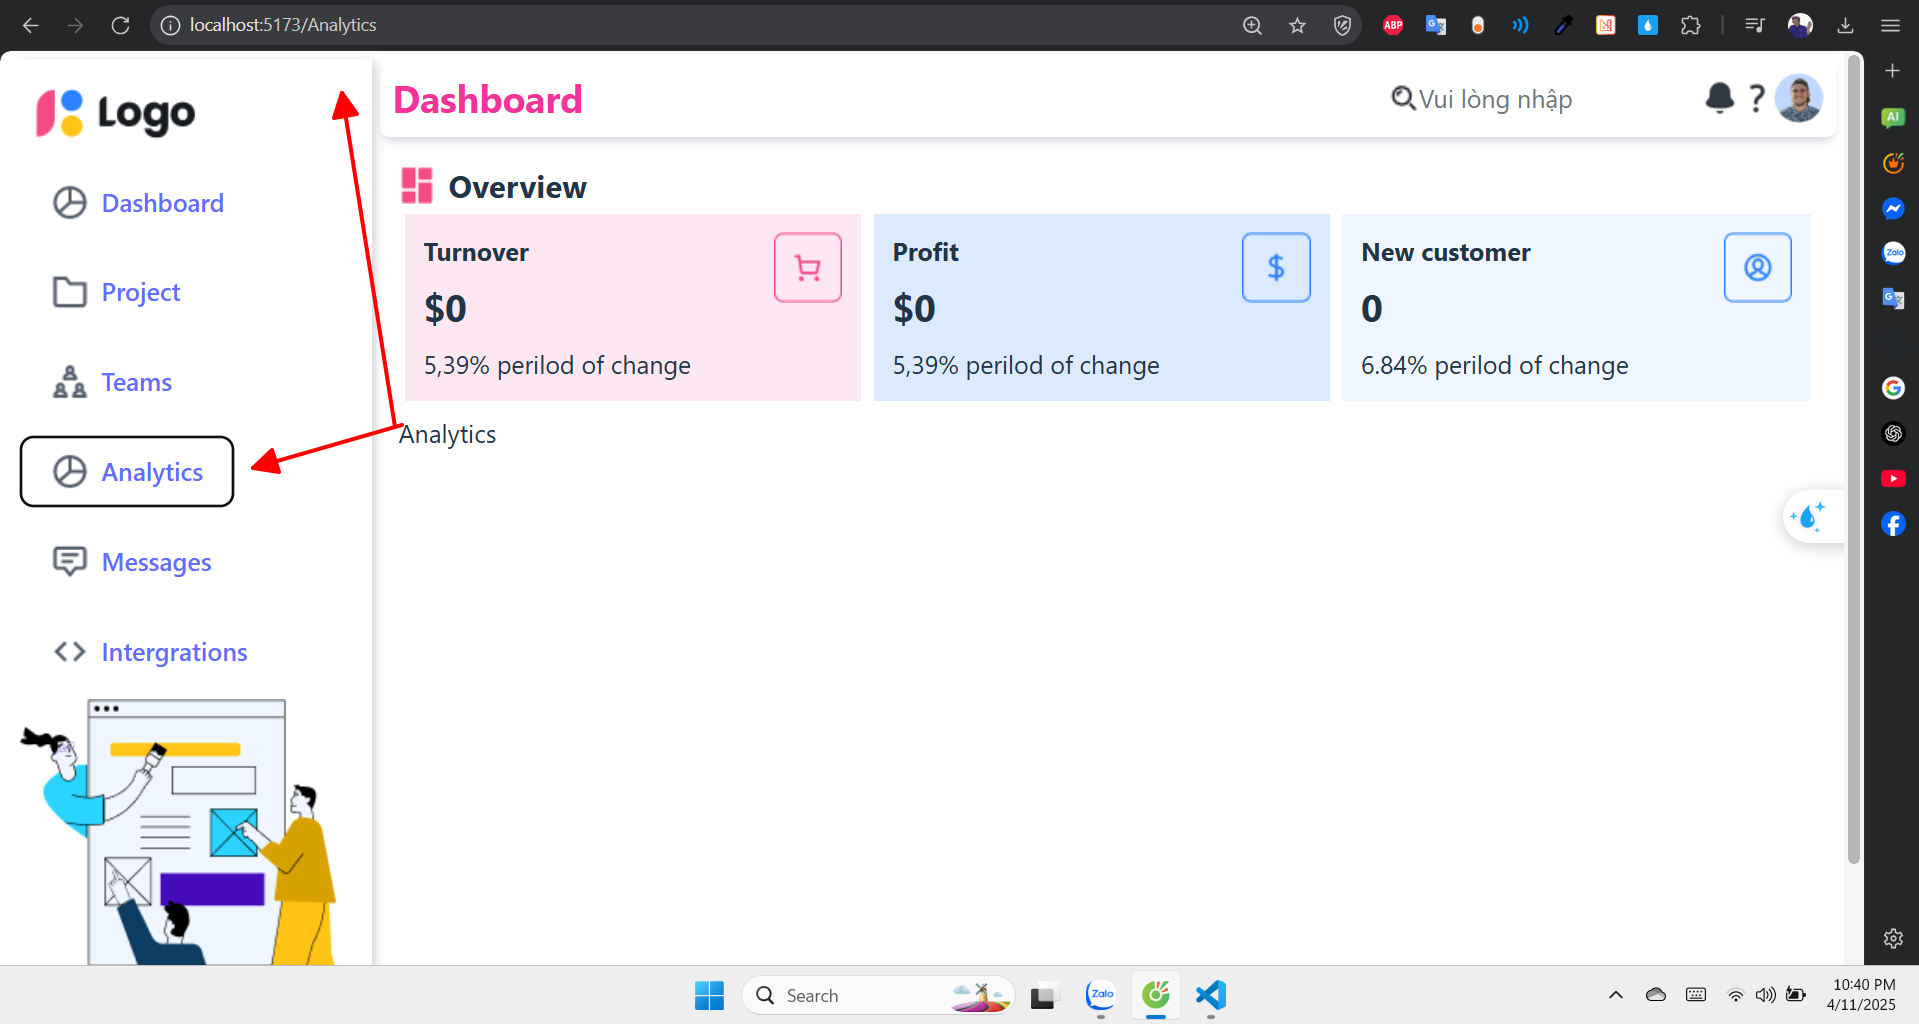 localhost:5173/Analytics
ABP
Logo
Dashboard
Project
Teams
Analytics
Messages
Intergrations
Dashboard
Vui lòng nhập
?
Overview
Turnover
$0
5,39% perilod of change
Profit
$0
5,39% perilod of change
New customer
0
6.84% perilod of change
Analytics
AI
Zalo
Search
Zalo
10:40 PM
4/11/2025